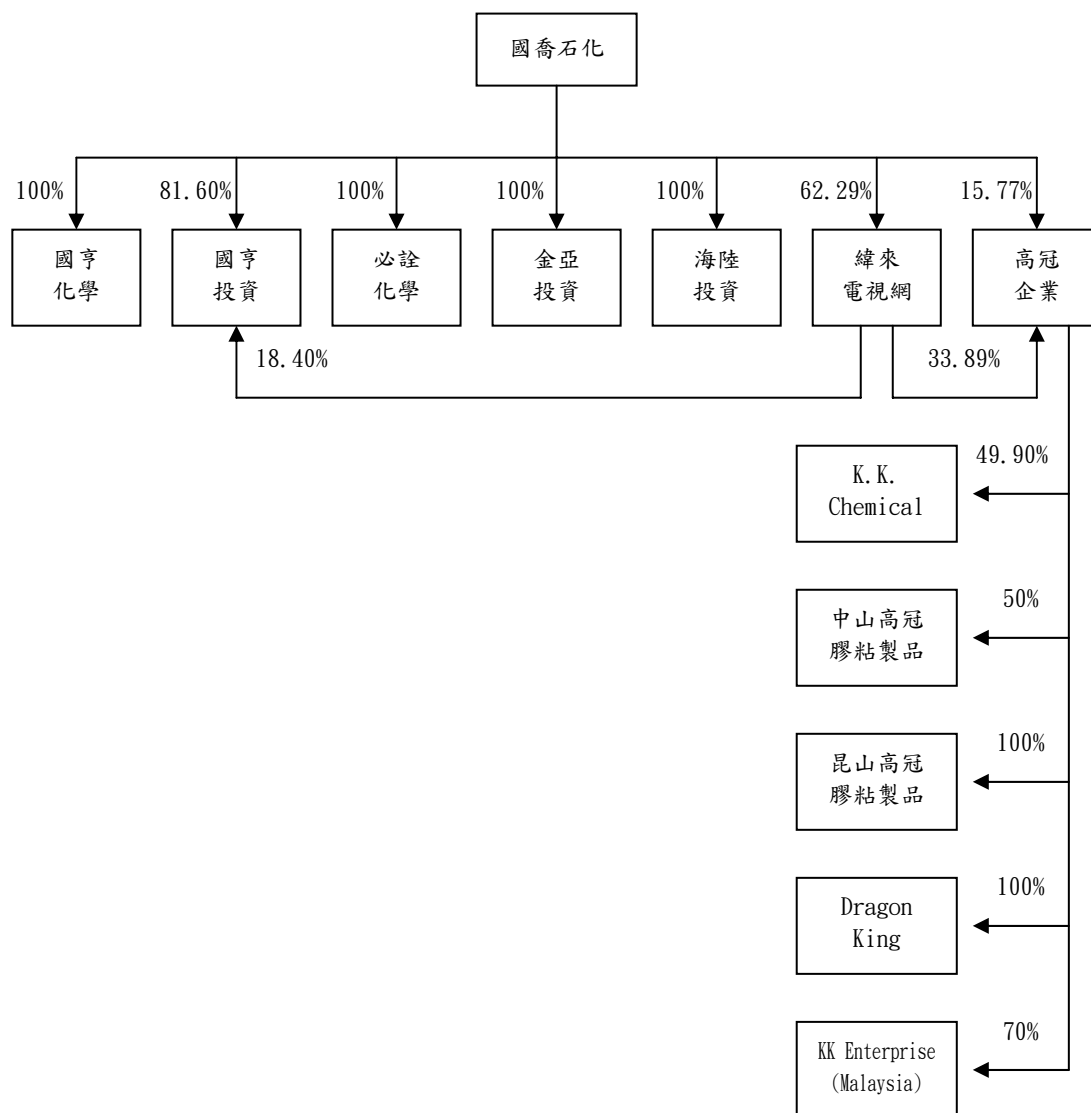 國喬石化
100%
81.60%
100%
100%
100%
62.29%
15.77%
國亨
化學
國亨
投資
必詮
化學
金亞
投資
海陸
投資
緯來
電視網
高冠
企業
18.40%
33.89%
K.K.
Chemical
49.90%
中山高冠
膠粘製品
50%
昆山高冠
膠粘製品
100%
Dragon
King
100%
KK Enterprise
(Malaysia)
70%